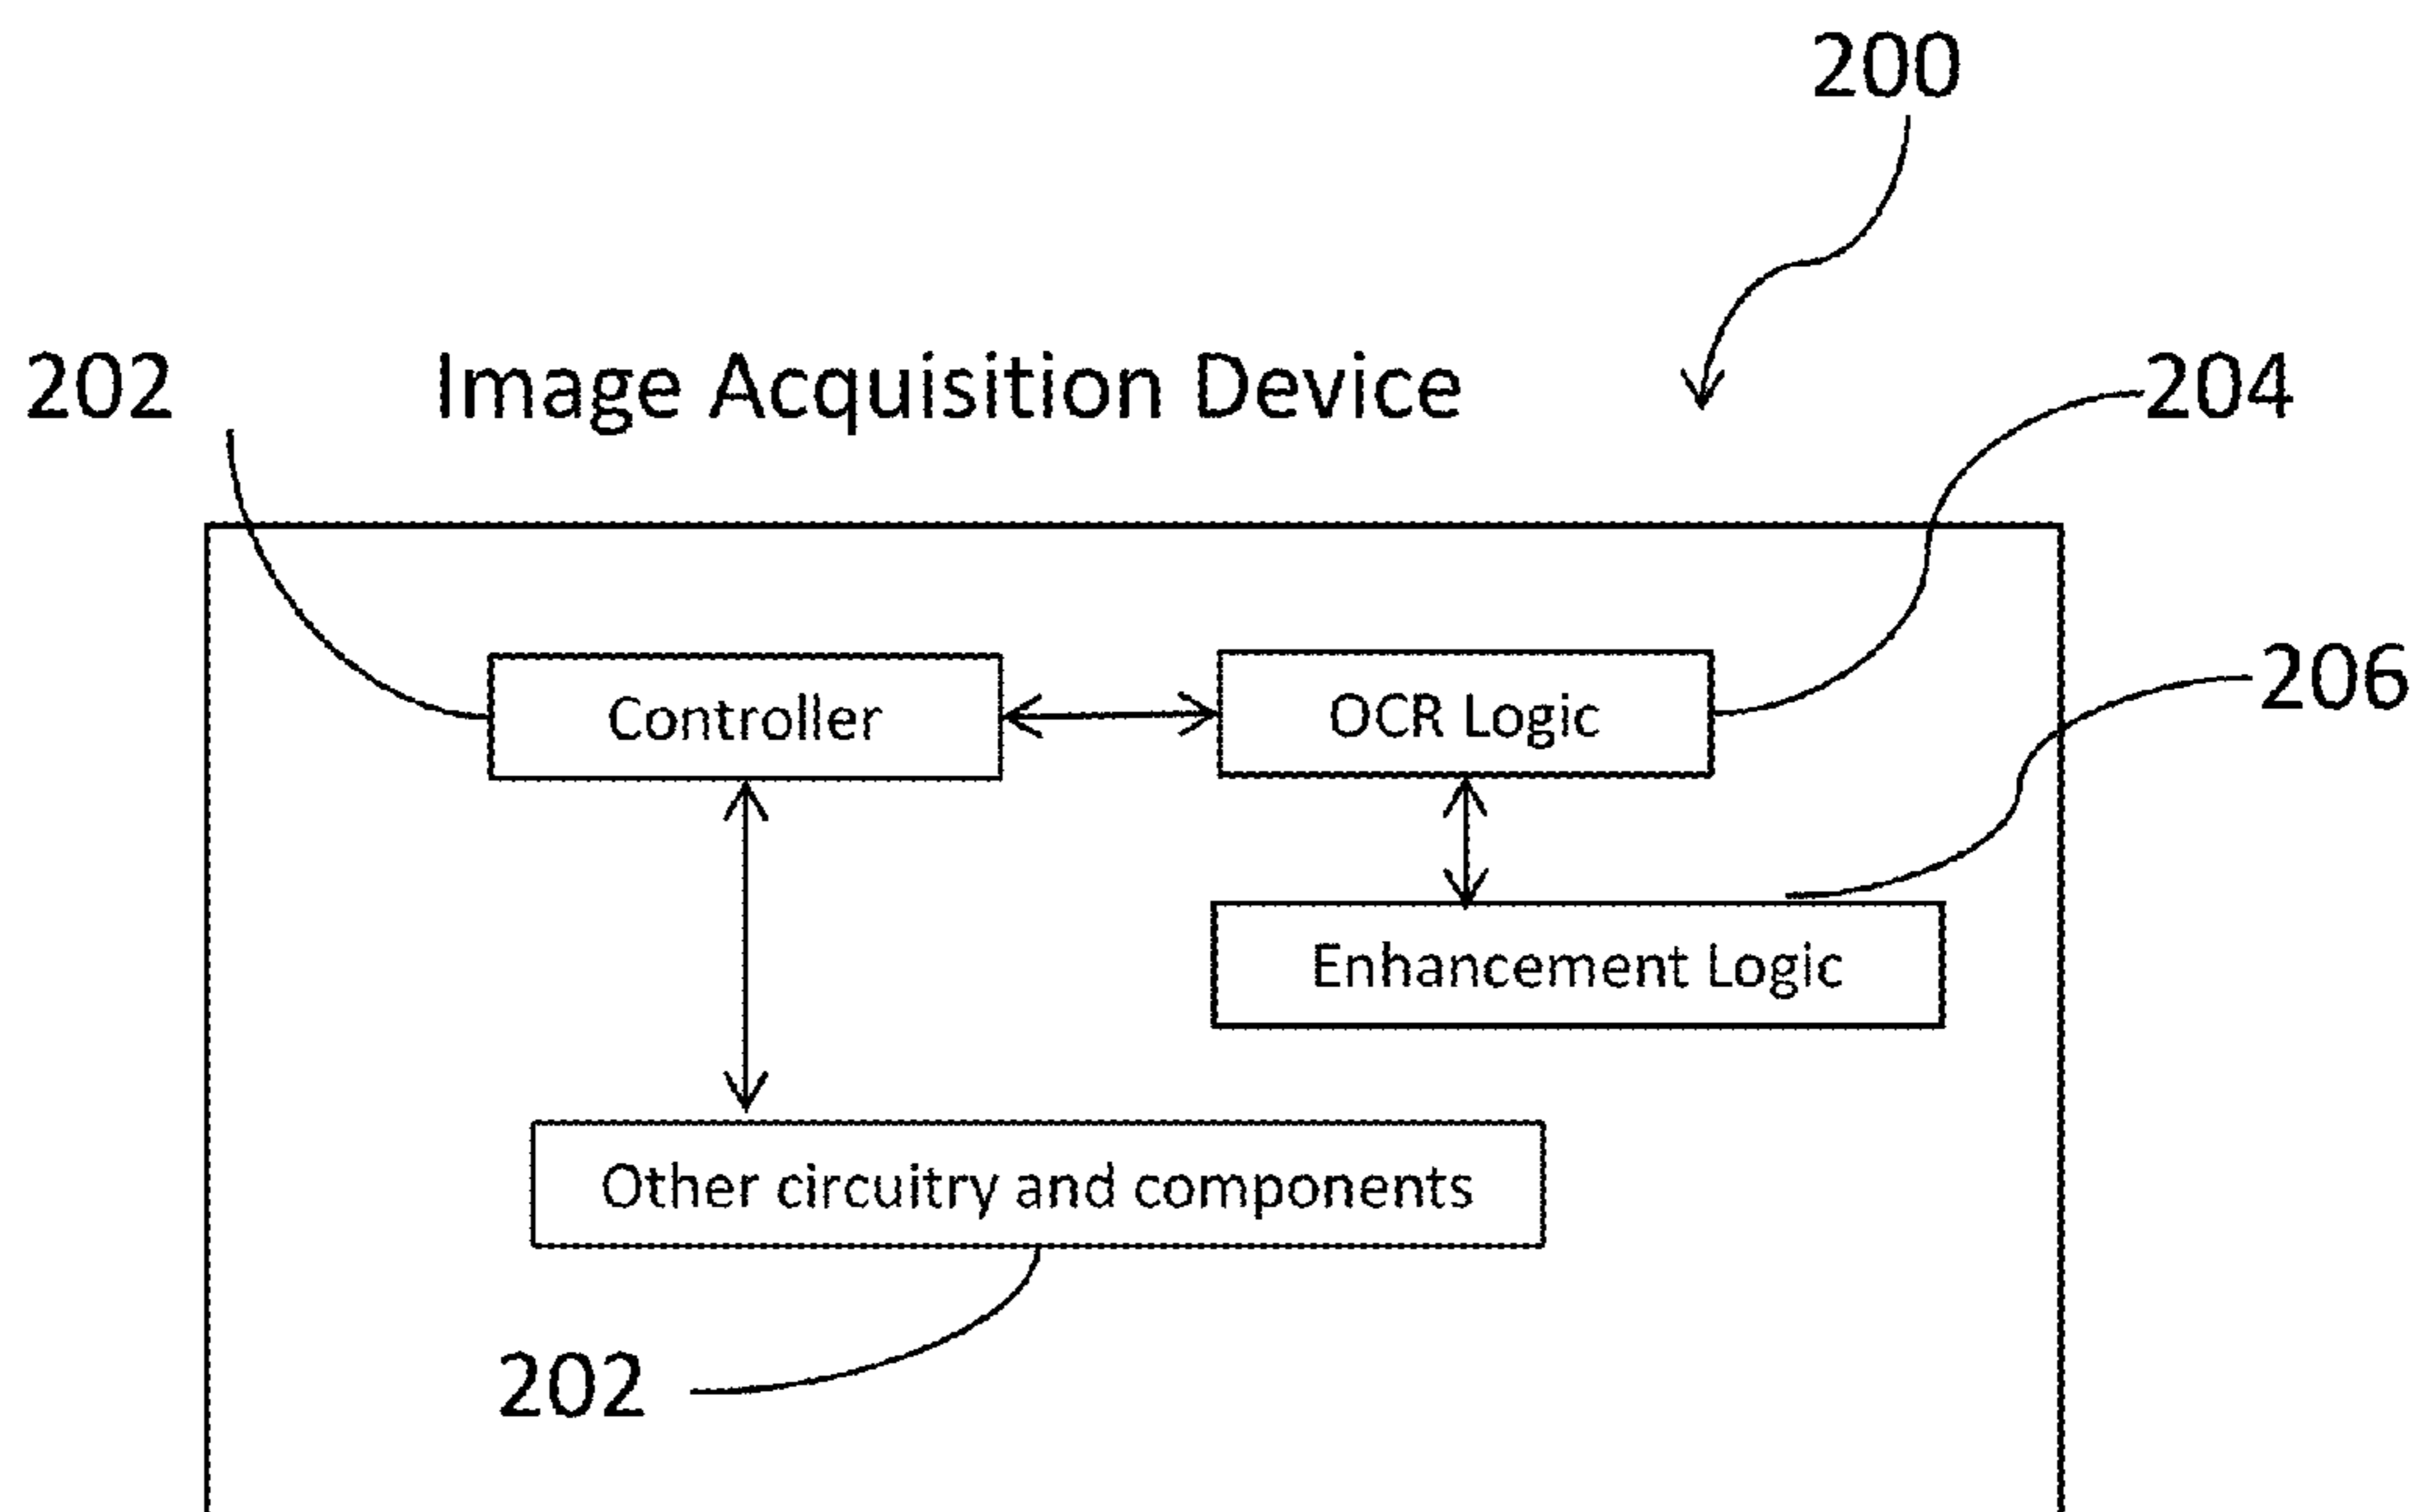 200
202
Image Acquisition Device
204
206
Controller
OCR Logic
Enhancement Logic
Other circuitry and components
202